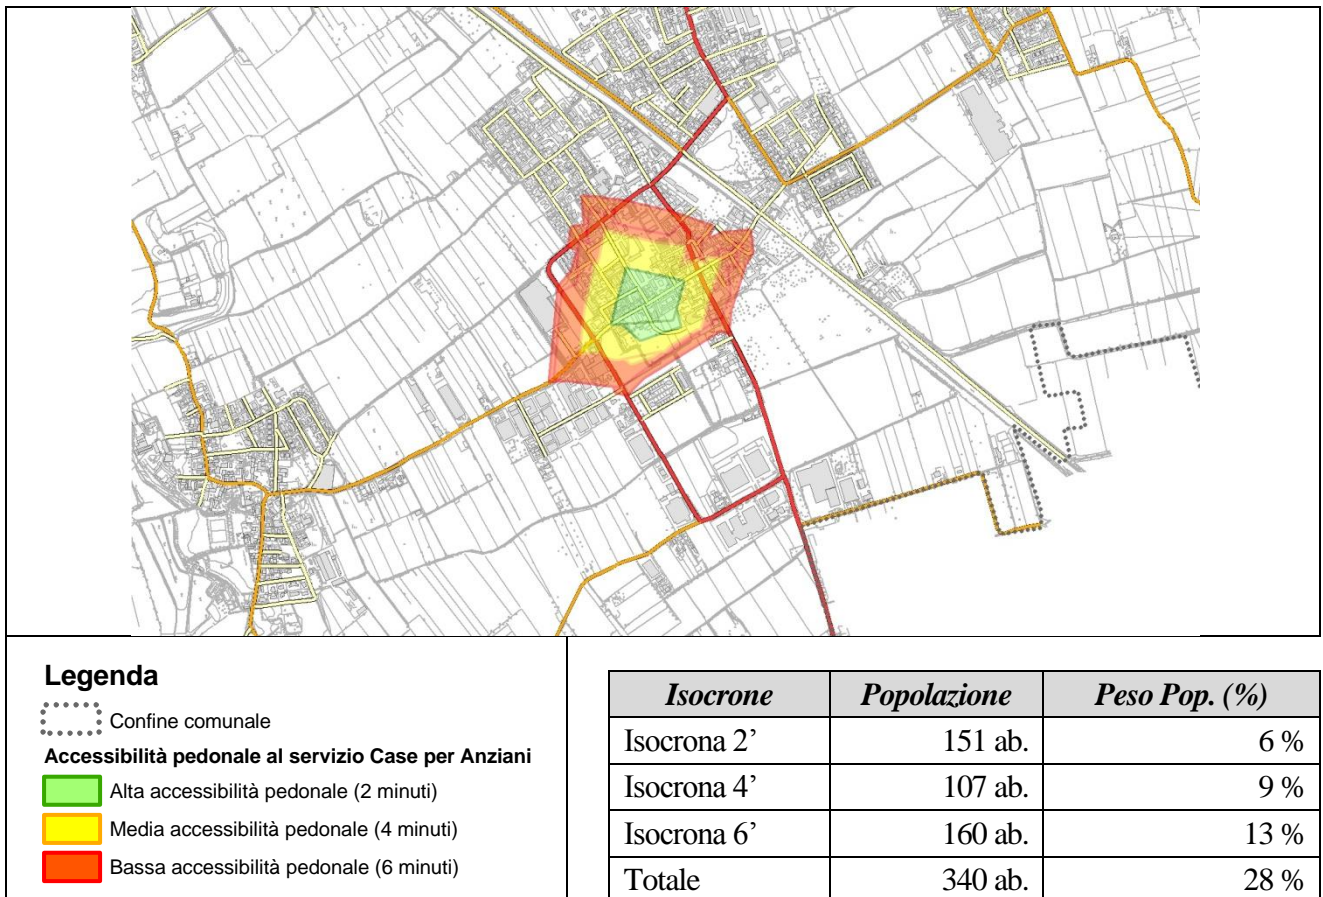 Legenda
Confine comunale
Accessibilità pedonale al servizio Case per Anziani
Alta accessibilità pedonale (2 minuti)
Media accessibilità pedonale (4 minuti)
Bassa accessibilità pedonale (6 minuti)
Isocrone Popolazione Peso Pop. (%)
Isocrona 2’ 151 ab. 6 %
Isocrona 4’ 107 ab. 9 %
Isocrona 6’ 160 ab. 13 %
Totale 340 ab. 28 %